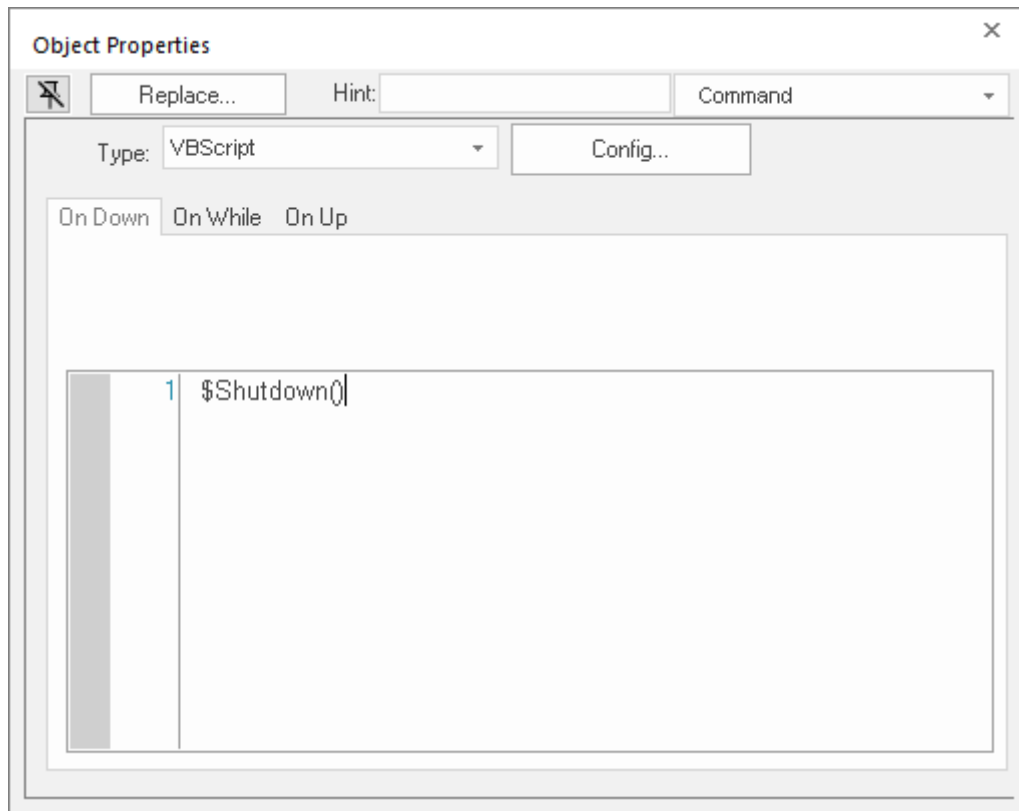 Object Properties
Replace... Hint: Command
Type: VBScript Config...
On Down On While On Up
1 $Shutdown()